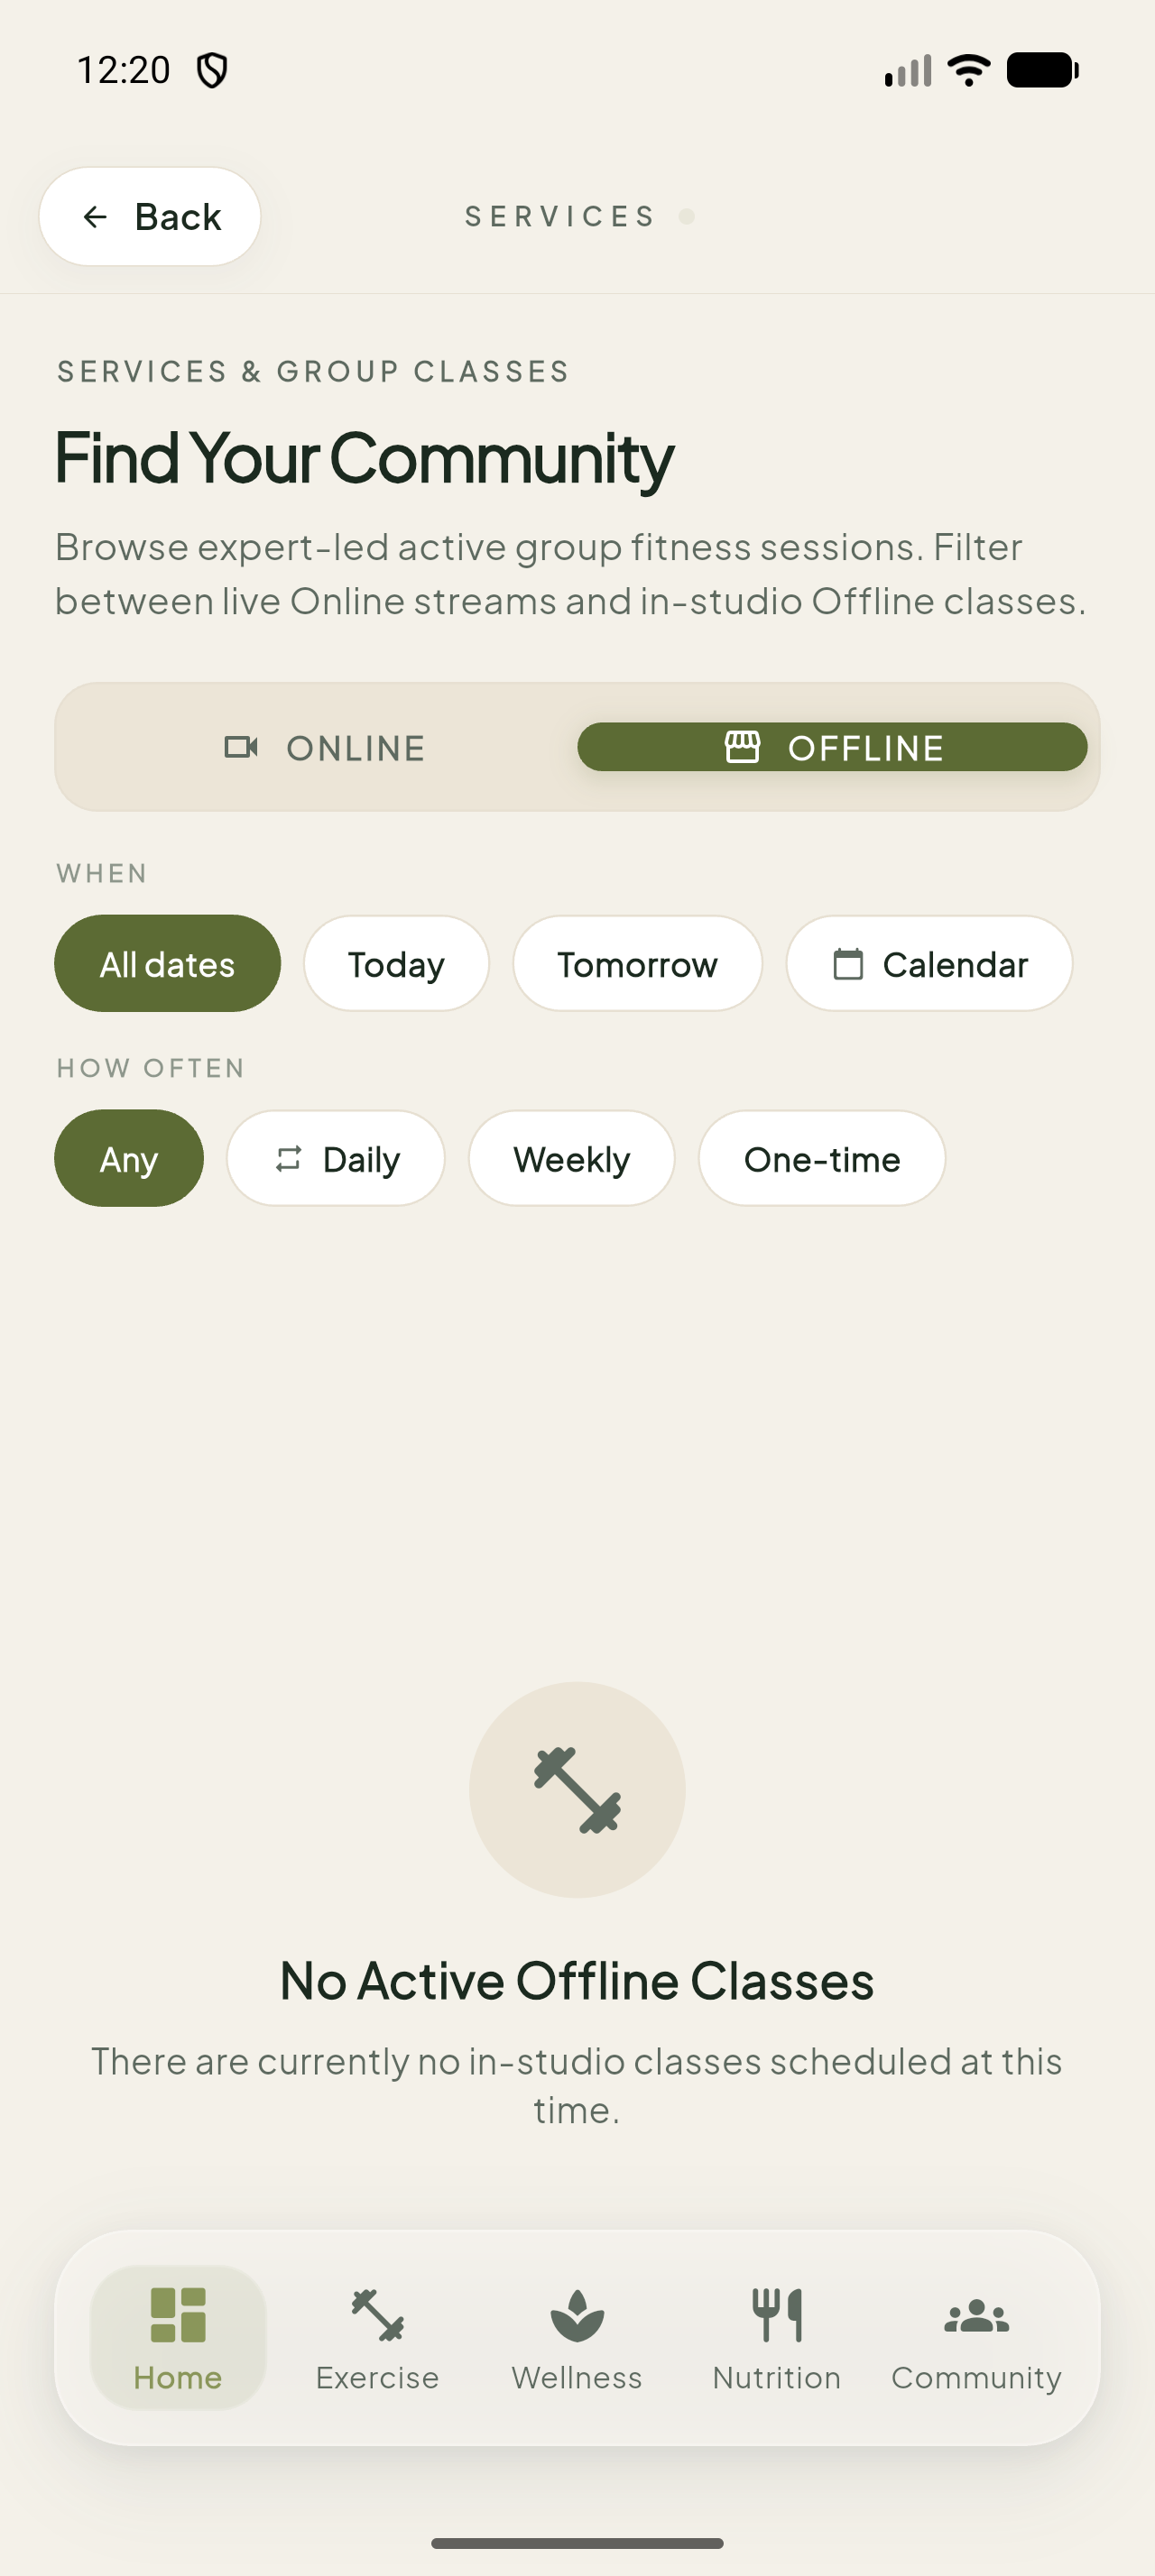 12:20
Back
SERVICES
SERVICES & GROUP CLASSES
Find Your Community
Browse expert-led active group fitness sessions. Filter
between live Online streams and in-studio Offline classes.
ONLINE
OFFLINE
WHEN
All dates
Today
Tomorrow
Calendar
HOW OFTEN
Any
Daily
Weekly
One-time
No Active Offline Classes
There are currently no in-studio classes scheduled at this
time.
Home
Exercise
Wellness
Nutrition
Community